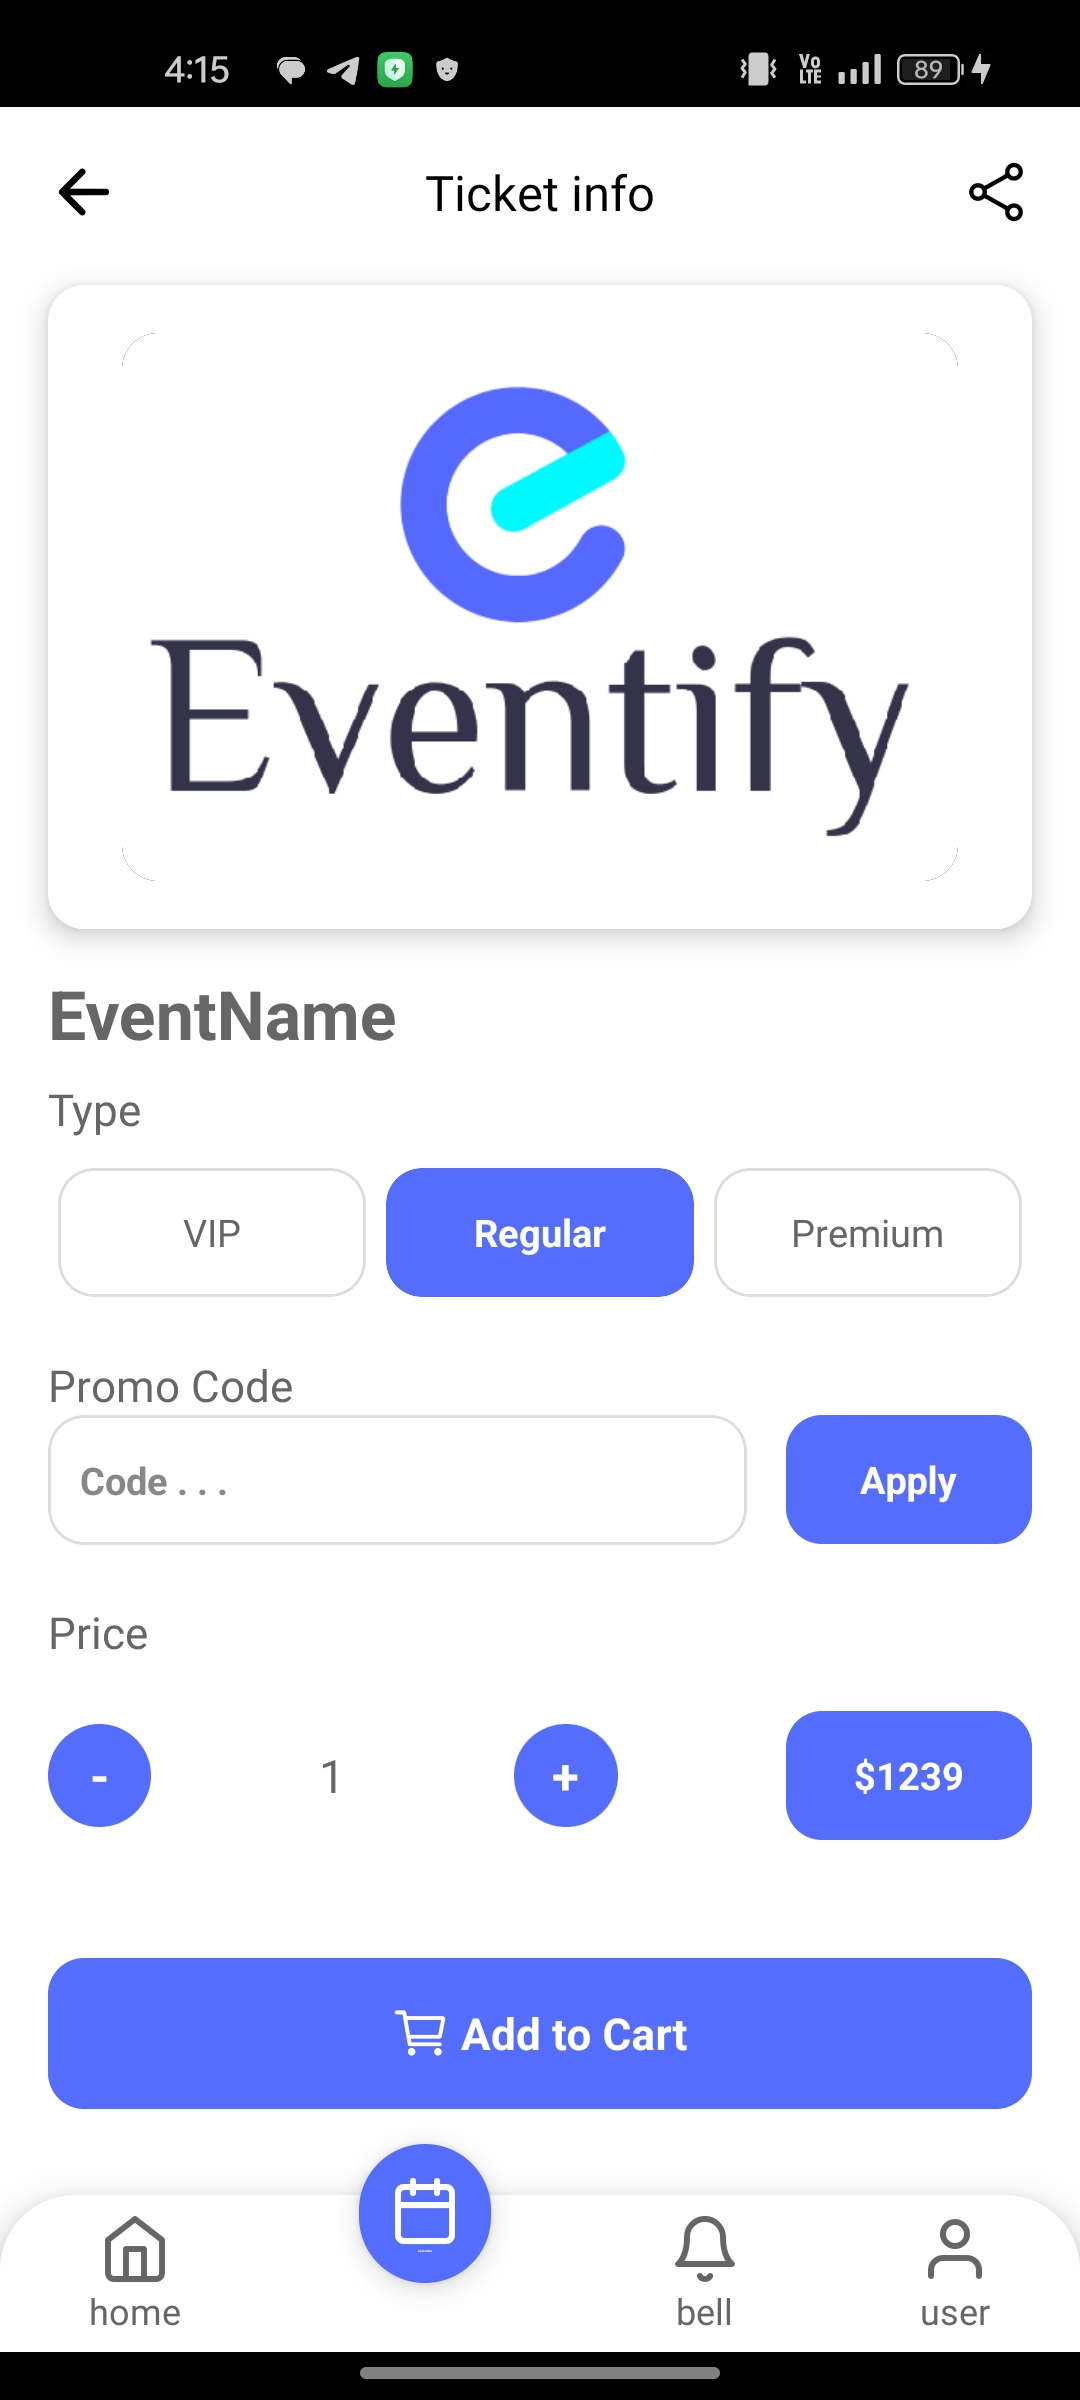 4:15 Vo LTE 89
Ticket info
Eventify
EventName
Type
VIP Regular Premium
Promo Code
Code . . . Apply
Price
- 1 + $1239
Add to Cart
home bell user